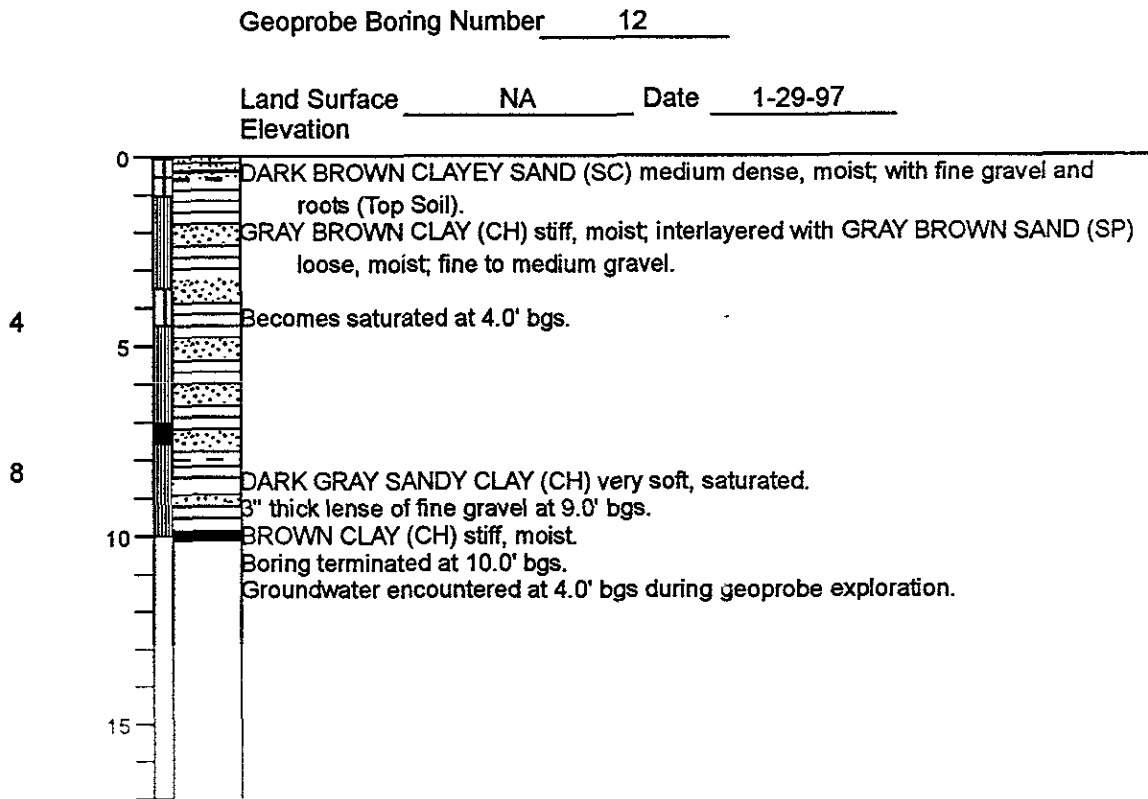 Geoprobe Boring Number 12
Land Surface NA Date 1-29-97
Elevation
0
DARK BROWN CLAYEY SAND (SC) medium dense, moist; with fine gravel and
roots (Top Soil).
GRAY BROWN CLAY (CH) stiff, moist; interlayered with GRAY BROWN SAND (SP)
loose, moist; fine to medium gravel.
4
Becomes saturated at 4.0' bgs.
5
8
DARK GRAY SANDY CLAY (CH) very soft, saturated.
3" thick lense of fine gravel at 9.0' bgs.
10
BROWN CLAY (CH) stiff, moist.
Boring terminated at 10.0' bgs.
Groundwater encountered at 4.0' bgs during geoprobe exploration.
15